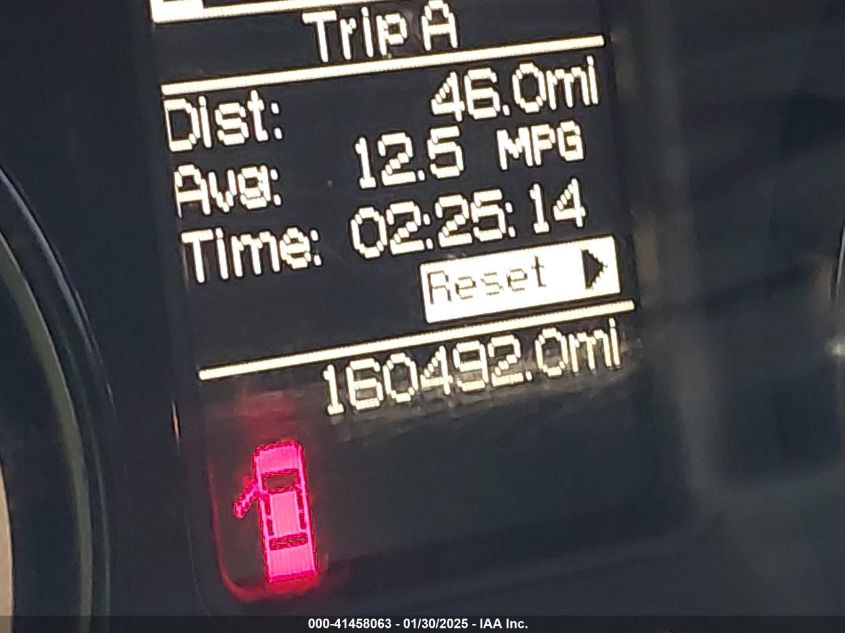 Trip A
Dist: 46.0mi
Avg: 12.5 MPG
Time: 02:25:14
Reset
160492.0mi
000-41458063 - 01/30/2025 - IAA Inc.